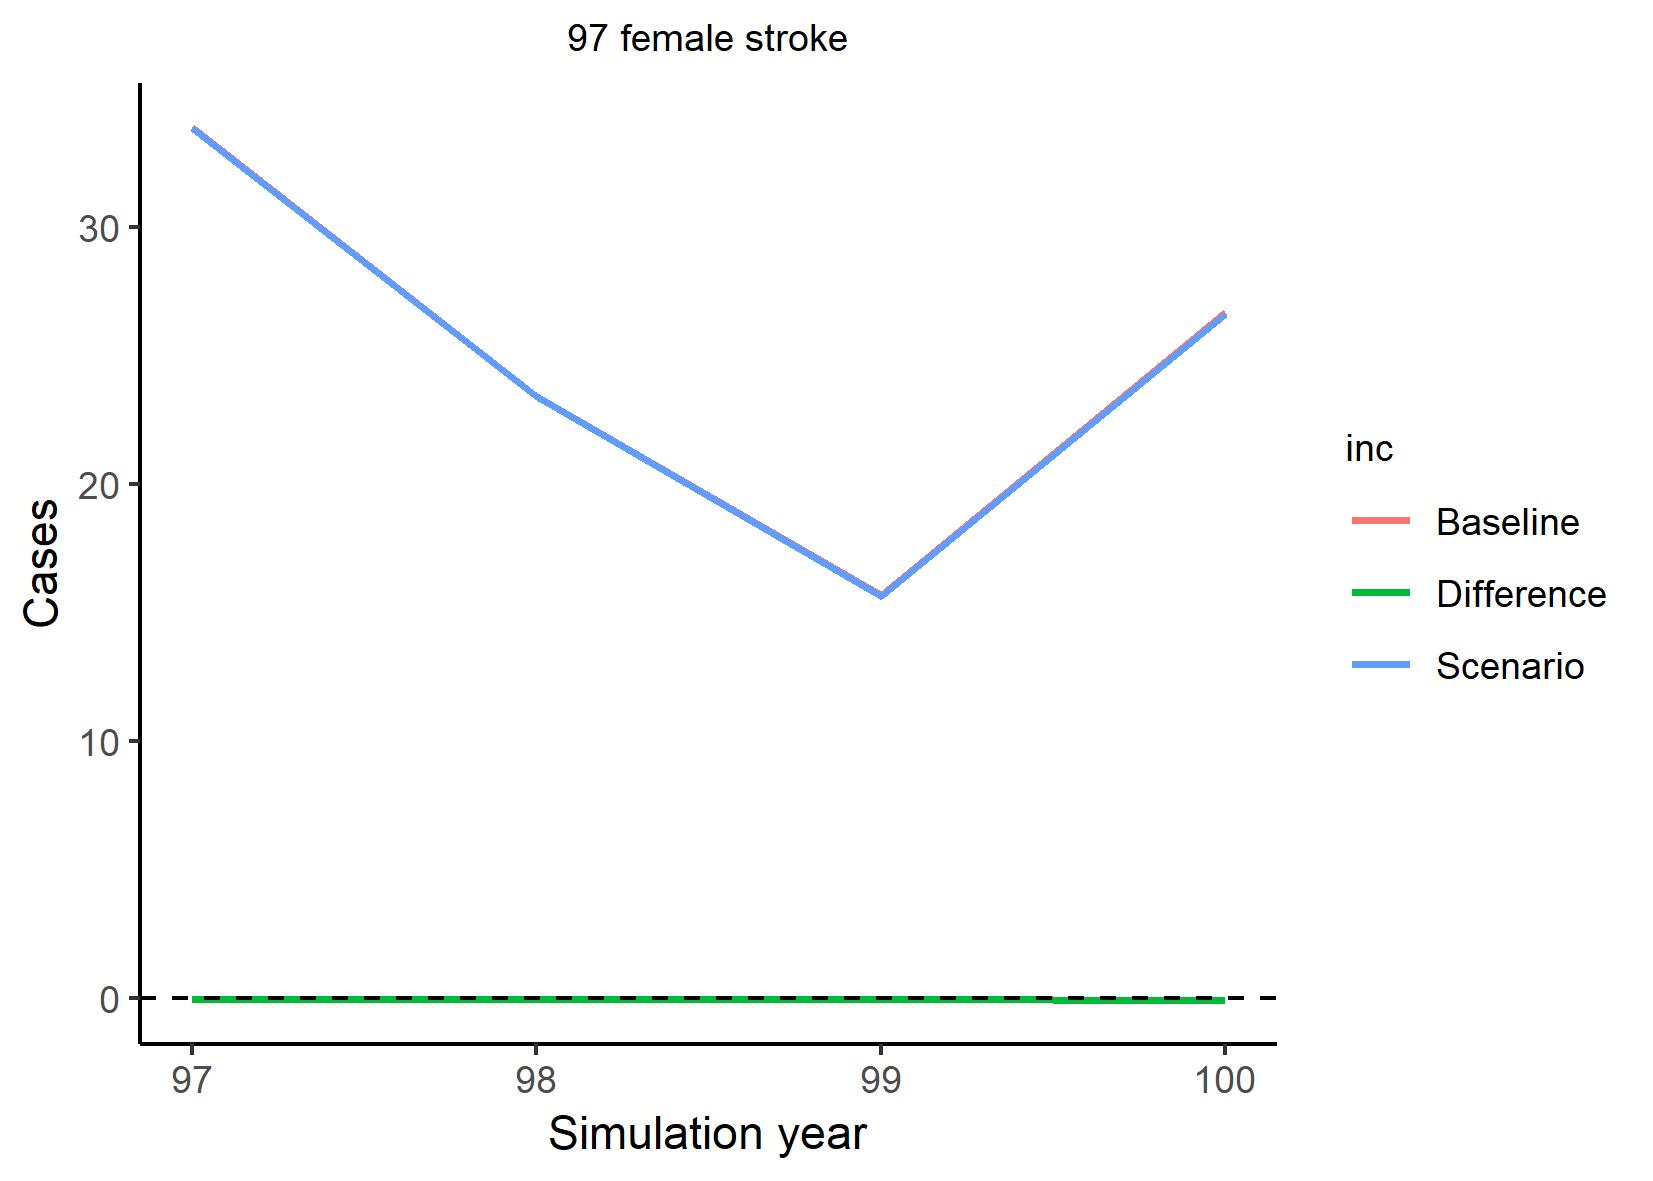 97 female stroke
Cases
30
20
10
0
97 98 99 100
Simulation year
inc
Baseline
Difference
Scenario